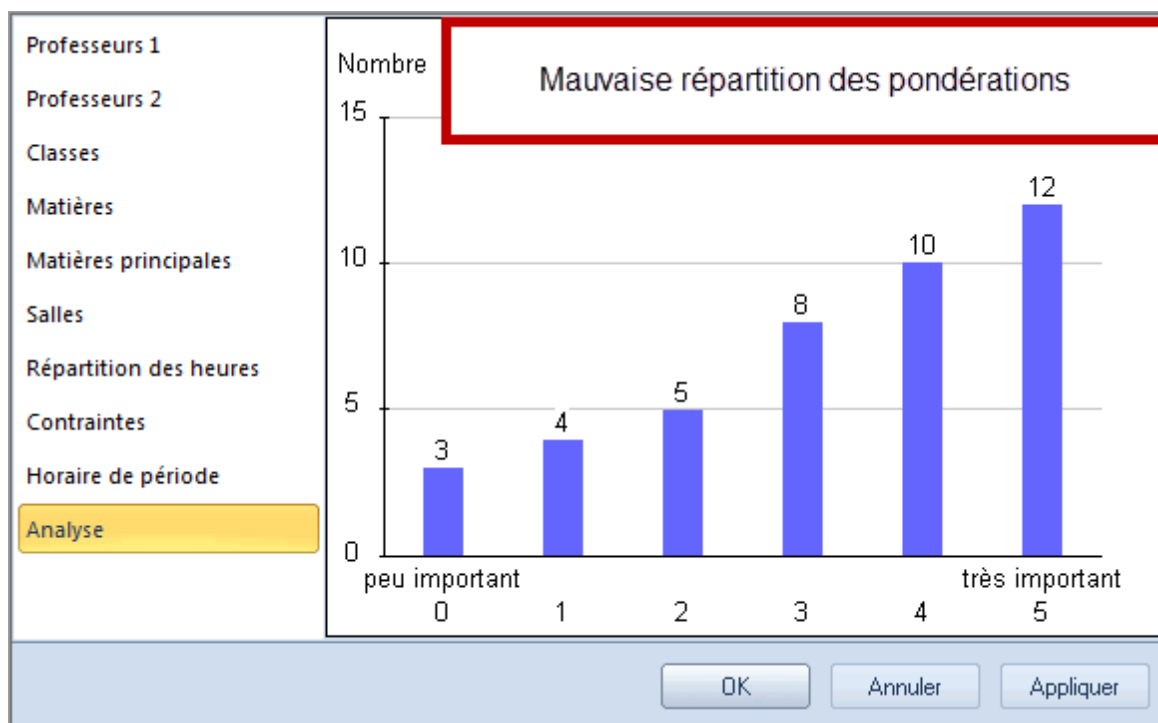 Professeurs 1
Professeurs 2
Classes
Matières
Matières principales
Salles
Répartition des heures
Contraintes
Horaire de période
Analyse
Mauvaise répartition des pondérations
Nombre
15
12
10
10
8
5
5
4
3
0
peu important
très important
0 1 2 3 4 5
OK Annuler Appliquer